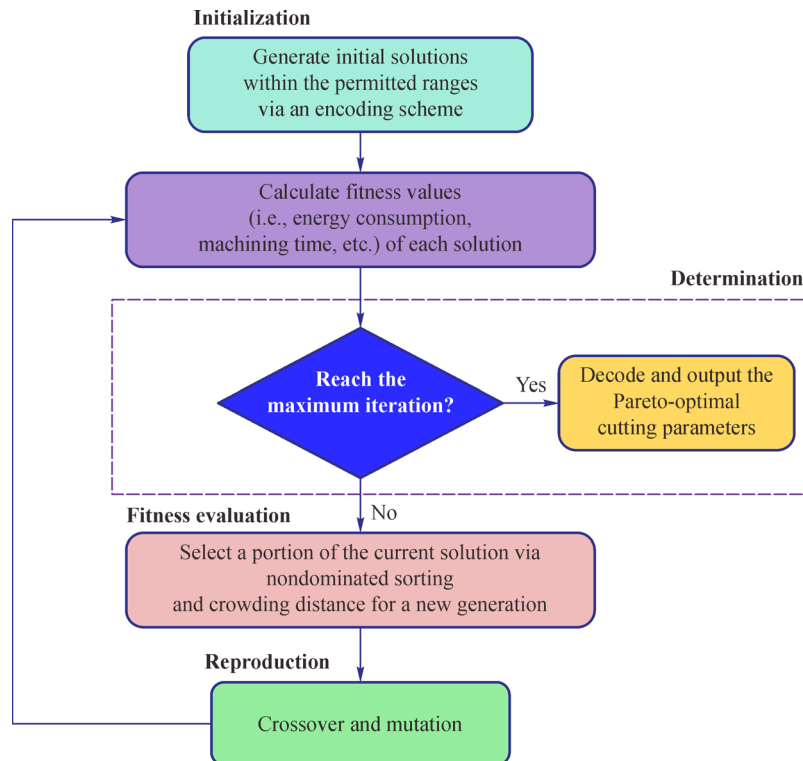 Initialization
Generate initial solutions
within the permitted ranges
via an encoding scheme
Calculate fitness values
(i.e., energy consumption,
machining time, etc.) of each solution
Determination
Reach the
maximum iteration?
Yes
Decode and output the
Pareto-optimal
cutting parameters
No
Fitness evaluation
Select a portion of the current solution via
nondominated sorting
and crowding distance for a new generation
Reproduction
Crossover and mutation